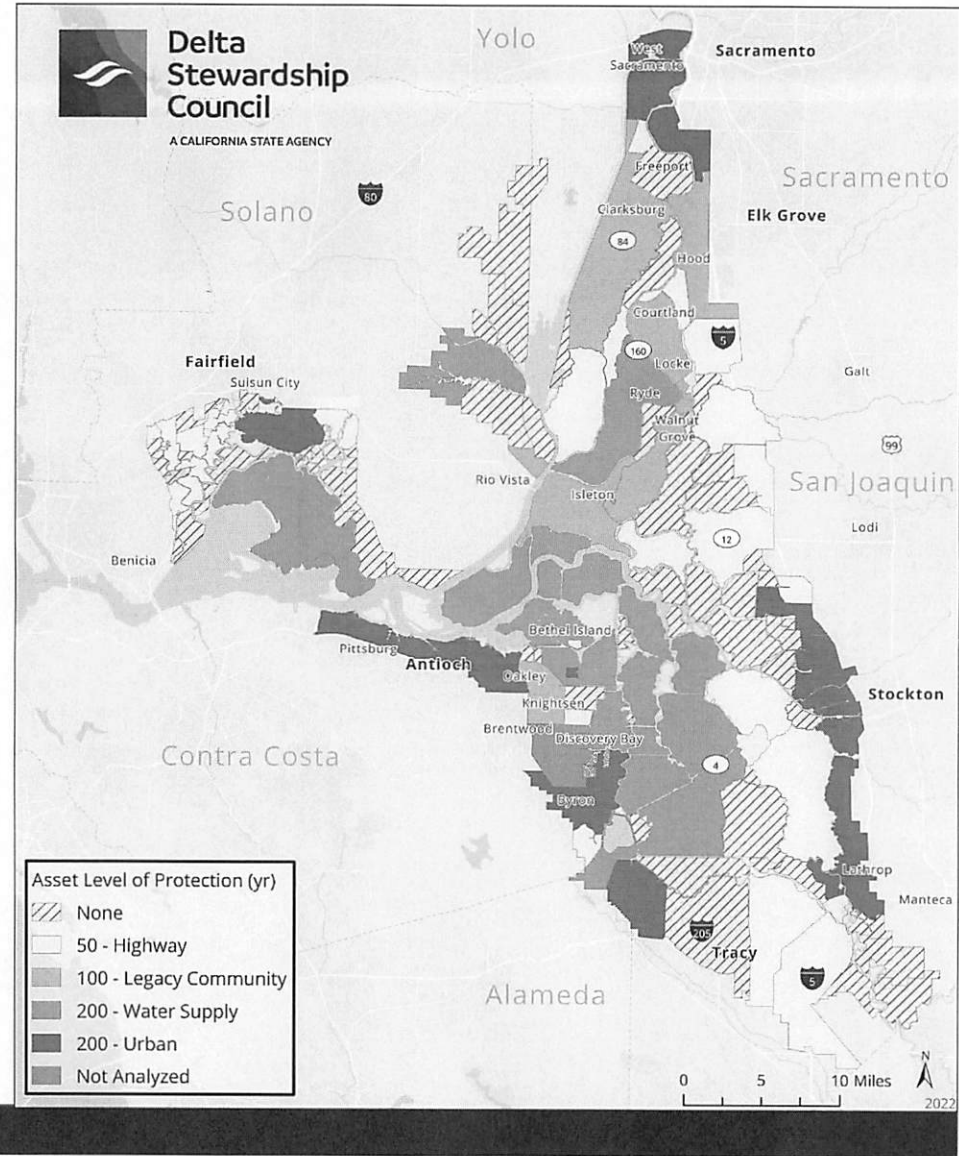 Delta
Stewardship
Council
A CALIFORNIA STATE AGENCY
Yolo
West
Sacramento
Sacramento
80
Freeport
Sacramento
Solano
Clarksburg
Elk Grove
84
Hood
Courtland
5
Fairfield
160
Locke
Galt
Suisun City
Ryde
Walnut
Grove
99
Rio Vista
Isleton
San Joaquin
12
Lodi
Benicia
Bethel Island
Pittsburg
Antioch
Oakley
Stockton
Knightsen
Brentwood
Discovery Bay
Contra Costa
4
Byron
Lathrop
Manteca
205
Tracy
5
Alameda
Asset Level of Protection (yr)
None
50 - Highway
100 - Legacy Community
200 - Water Supply
200 - Urban
Not Analyzed
N
0 5 10 Miles
2022